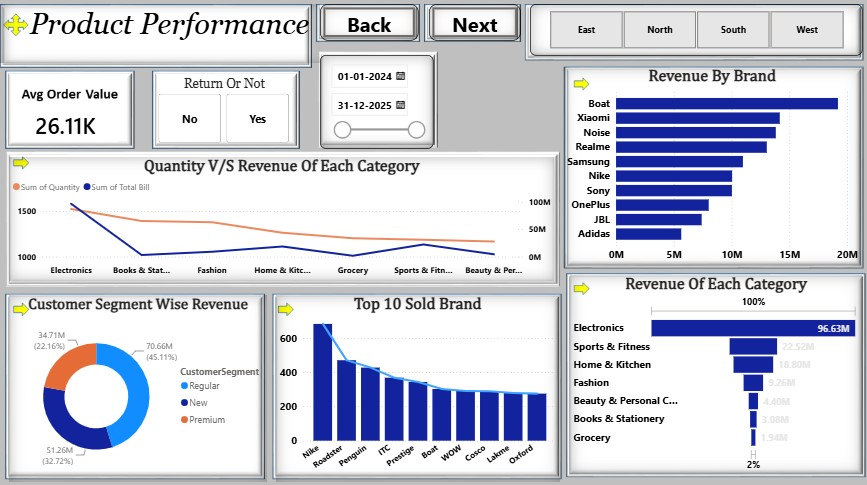 Product Performance
Back
Next
East
North
South
West
Avg Order Value
26.11K
Return Or Not
No
Yes
01-01-2024
31-12-2025
Revenue By Brand
Boat
Xiaomi
Noise
Realme
Samsung
Nike
Sony
OnePlus
JBL
Adidas
0M 5M 10M 15M 20M
Quantity V/S Revenue Of Each Category
Sum of Quantity Sum of Total Bill
1500
1000
100M
50M
0M
Electronics Books & Stat... Fashion Home & Kitc... Grocery Sports & Fitn... Beauty & Per...
Customer Segment Wise Revenue
34.71M
(22.16%)
70.66M
(45.11%)
51.26M
(32.72%)
CustomerSegment
Regular
New
Premium
Top 10 Sold Brand
600
400
200
0
Nike Roadster Penguin ITC Prestige Boat WOW Cosco Lakme Oxford
Revenue Of Each Category
100%
Electronics 96.63M
Sports & Fitness 22.52M
Home & Kitchen 18.80M
Fashion 9.26M
Beauty & Personal C... 4.40M
Books & Stationery 3.08M
Grocery 1.94M
2%